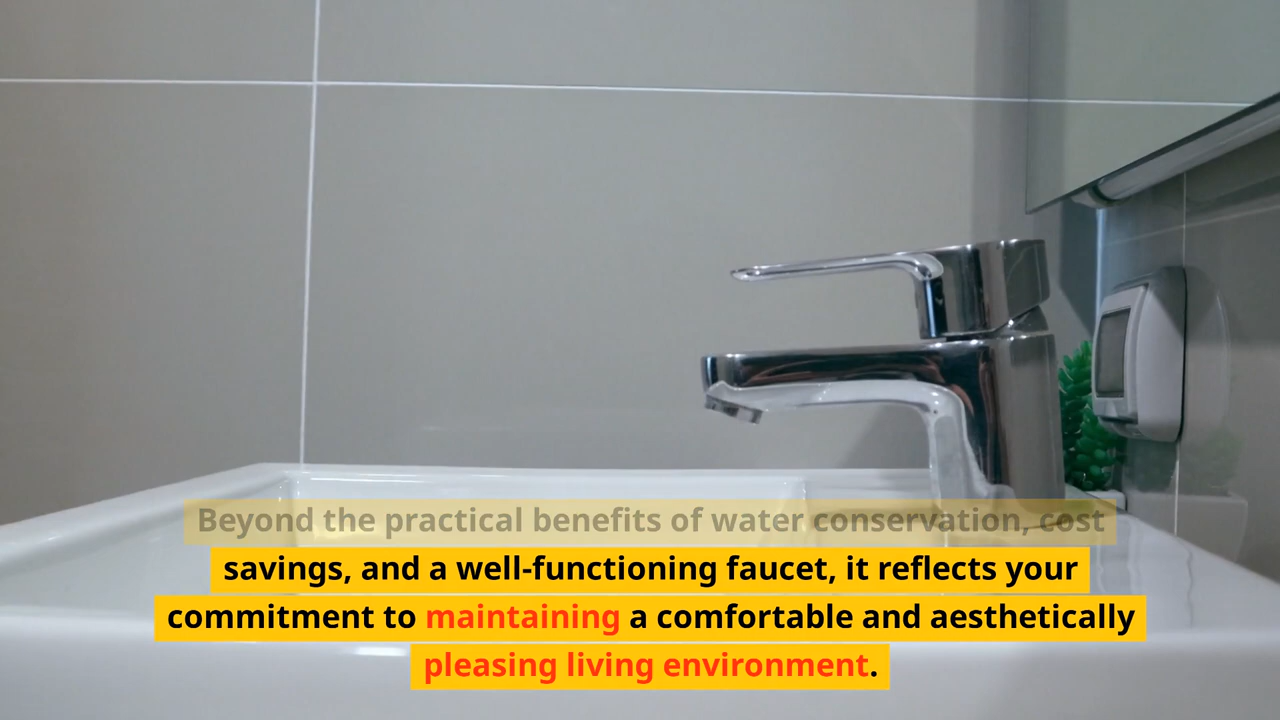 Beyond the practical benefits of water conservation, cost
savings, and a well-functioning faucet, it reflects your
commitment to maintaining a comfortable and aesthetically
pleasing living environment.